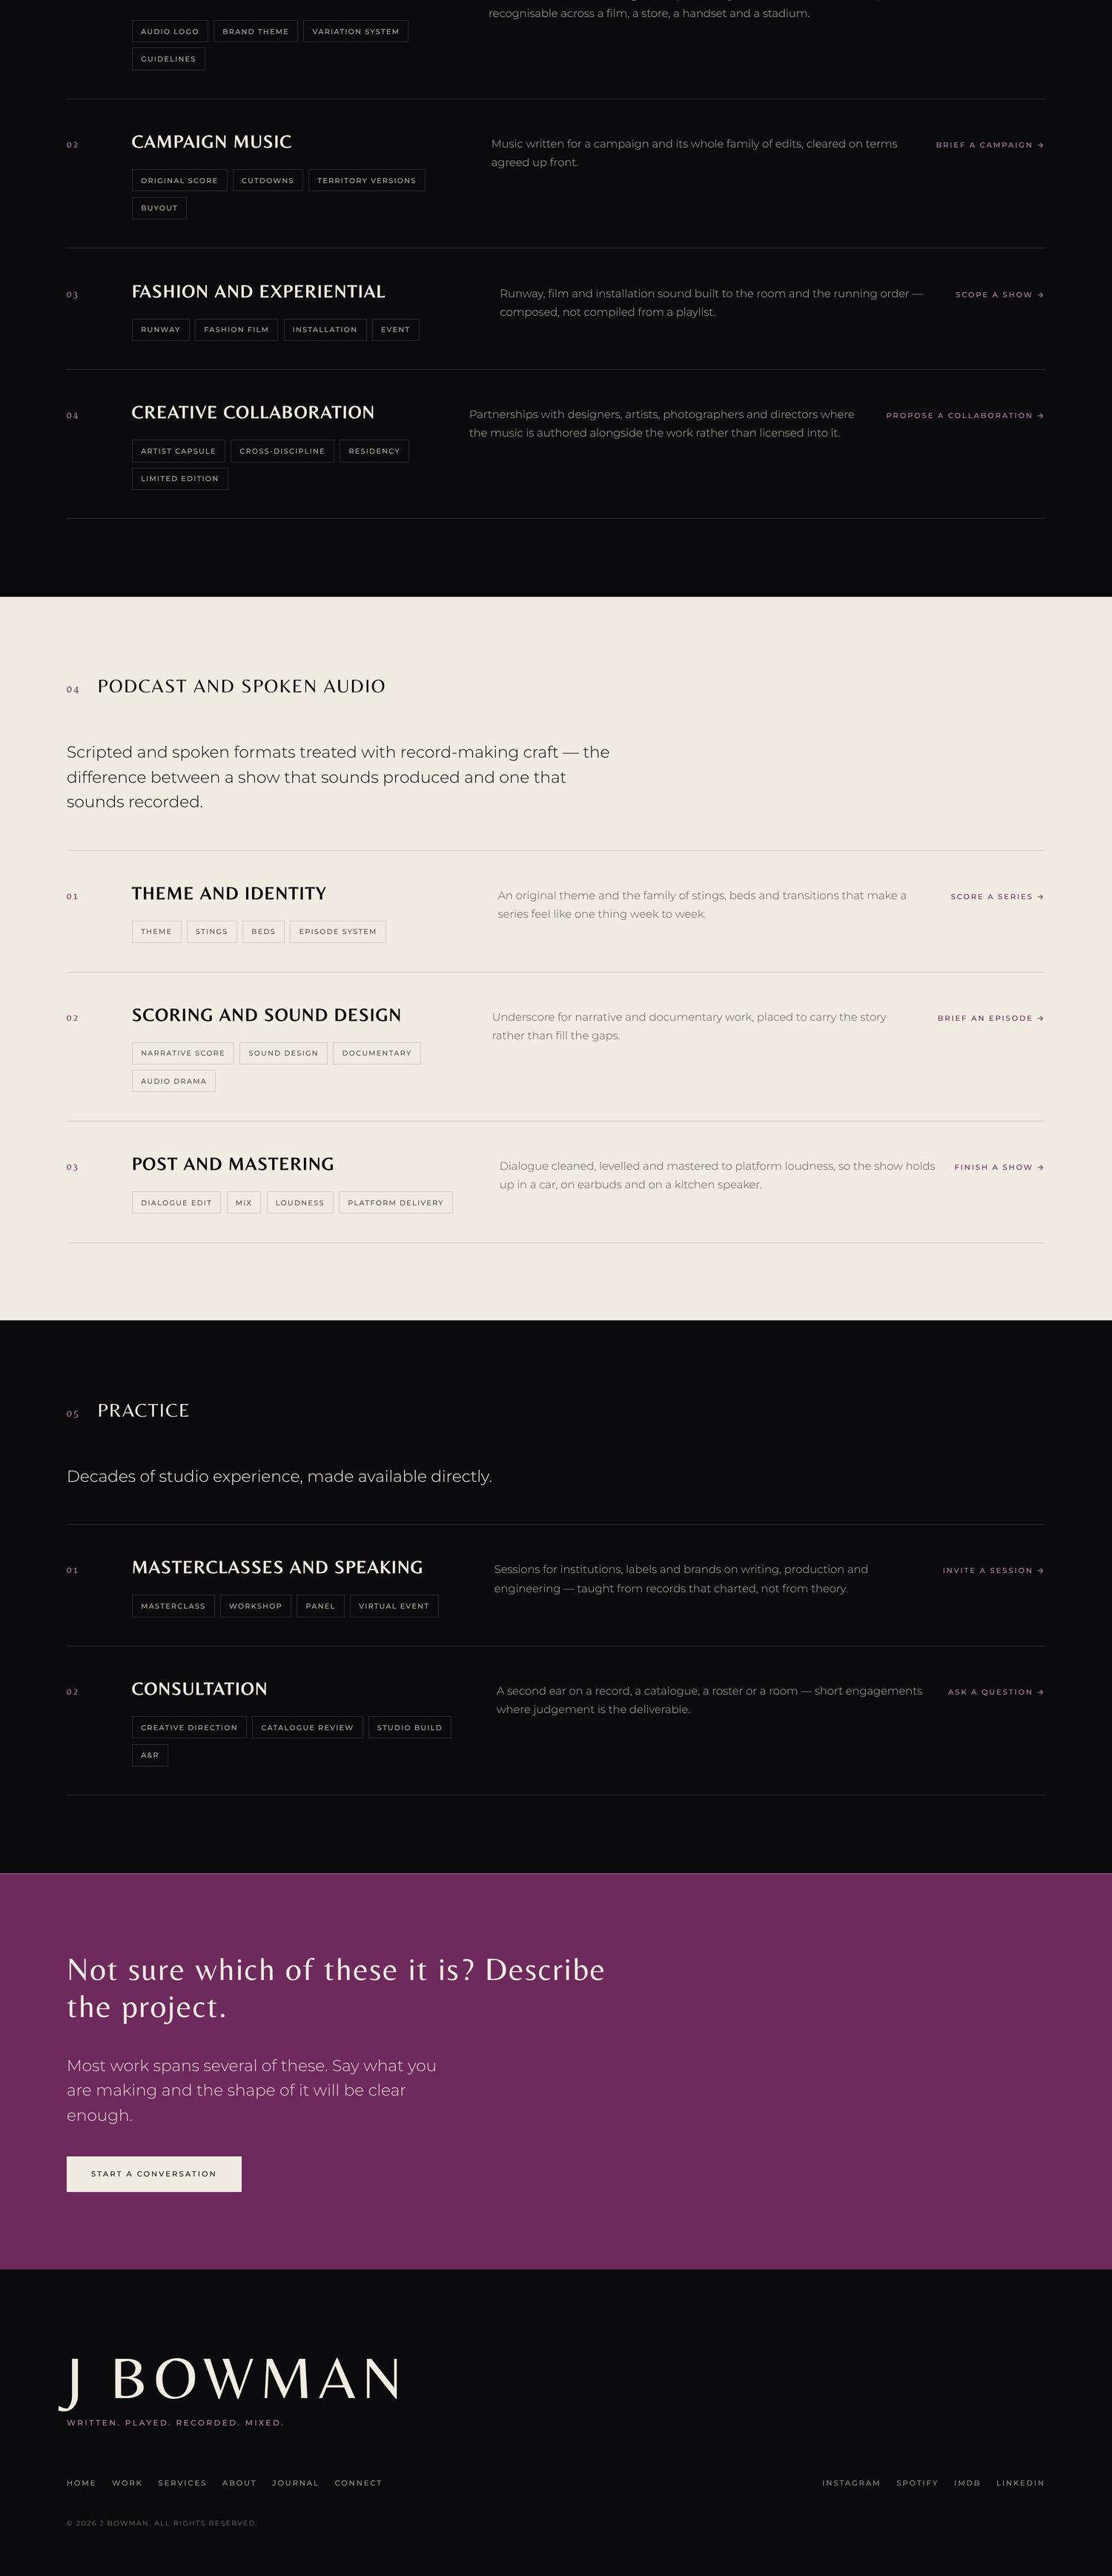 recognisable across a film, a store, a handset and a stadium.
AUDIO LOGO BRAND THEME VARIATION SYSTEM
GUIDELINES
02 CAMPAIGN MUSIC
Music written for a campaign and its whole family of edits, cleared on terms
agreed up front.
BRIEF A CAMPAIGN →
ORIGINAL SCORE CUTDOWNS TERRITORY VERSIONS
BUYOUT
03 FASHION AND EXPERIENTIAL
Runway, film and installation sound built to the room and the running order —
composed, not compiled from a playlist.
SCOPE A SHOW →
RUNWAY FASHION FILM INSTALLATION EVENT
04 CREATIVE COLLABORATION
Partnerships with designers, artists, photographers and directors where
the music is authored alongside the work rather than licensed into it.
PROPOSE A COLLABORATION →
ARTIST CAPSULE CROSS-DISCIPLINE RESIDENCY
LIMITED EDITION
04 PODCAST AND SPOKEN AUDIO
Scripted and spoken formats treated with record-making craft — the
difference between a show that sounds produced and one that
sounds recorded.
01 THEME AND IDENTITY
An original theme and the family of stings, beds and transitions that make a
series feel like one thing week to week.
SCORE A SERIES →
THEME STINGS BEDS EPISODE SYSTEM
02 SCORING AND SOUND DESIGN
Underscore for narrative and documentary work, placed to carry the story
rather than fill the gaps.
BRIEF AN EPISODE →
NARRATIVE SCORE SOUND DESIGN DOCUMENTARY
AUDIO DRAMA
03 POST AND MASTERING
Dialogue cleaned, levelled and mastered to platform loudness, so the show holds
up in a car, on earbuds and on a kitchen speaker.
FINISH A SHOW →
DIALOGUE EDIT MIX LOUDNESS PLATFORM DELIVERY
05 PRACTICE
Decades of studio experience, made available directly.
01 MASTERCLASSES AND SPEAKING
Sessions for institutions, labels and brands on writing, production and
engineering — taught from records that charted, not from theory.
INVITE A SESSION →
MASTERCLASS WORKSHOP PANEL VIRTUAL EVENT
02 CONSULTATION
A second ear on a record, a catalogue, a roster or a room — short engagements
where judgement is the deliverable.
ASK A QUESTION →
CREATIVE DIRECTION CATALOGUE REVIEW STUDIO BUILD
A&R
Not sure which of these it is? Describe
the project.
Most work spans several of these. Say what you
are making and the shape of it will be clear
enough.
START A CONVERSATION
J BOWMAN
WRITTEN. PLAYED. RECORDED. MIXED.
HOME WORK SERVICES ABOUT JOURNAL CONNECT
INSTAGRAM SPOTIFY IMDB LINKEDIN
© 2026 J BOWMAN. ALL RIGHTS RESERVED.